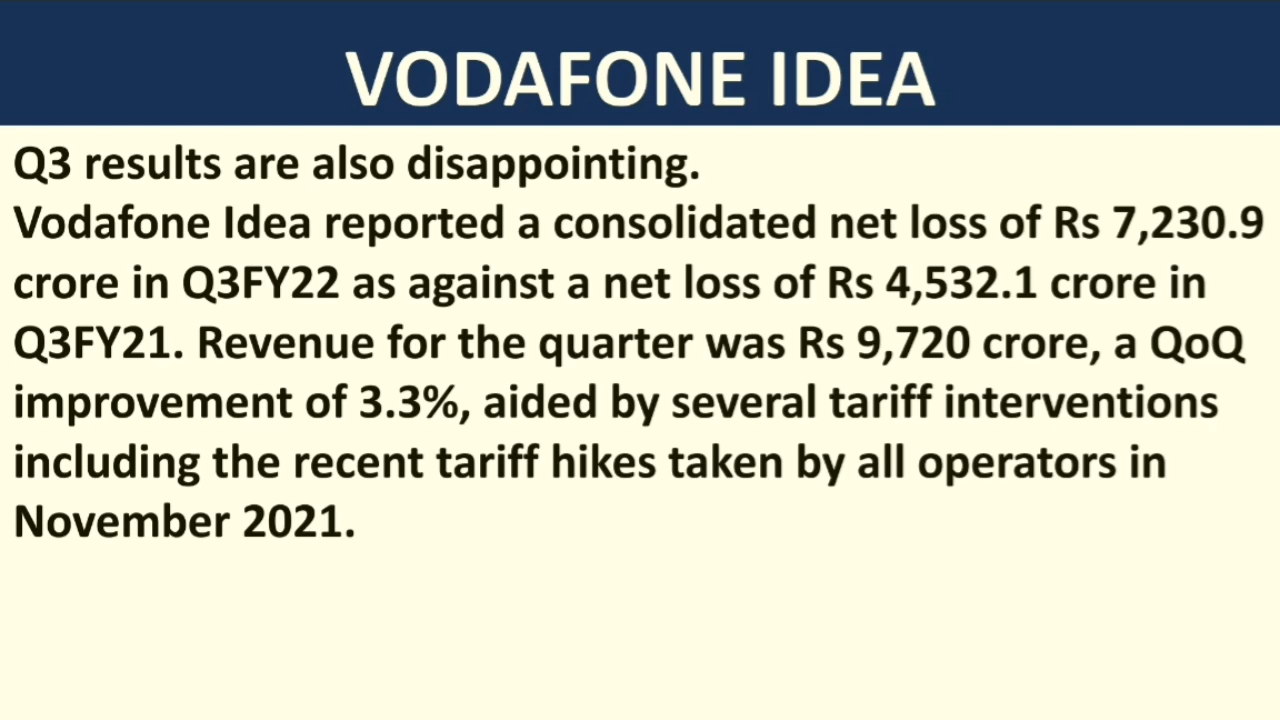 VODAFONE IDEA
Q3 results are also disappointing.
Vodafone Idea reported a consolidated net loss of Rs 7,230.9
crore in Q3FY22 as against a net loss of Rs 4,532.1 crore in
Q3FY21. Revenue for the quarter was Rs 9,720 crore, a QoQ
improvement of 3.3%, aided by several tariff interventions
including the recent tariff hikes taken by all operators in
November 2021.